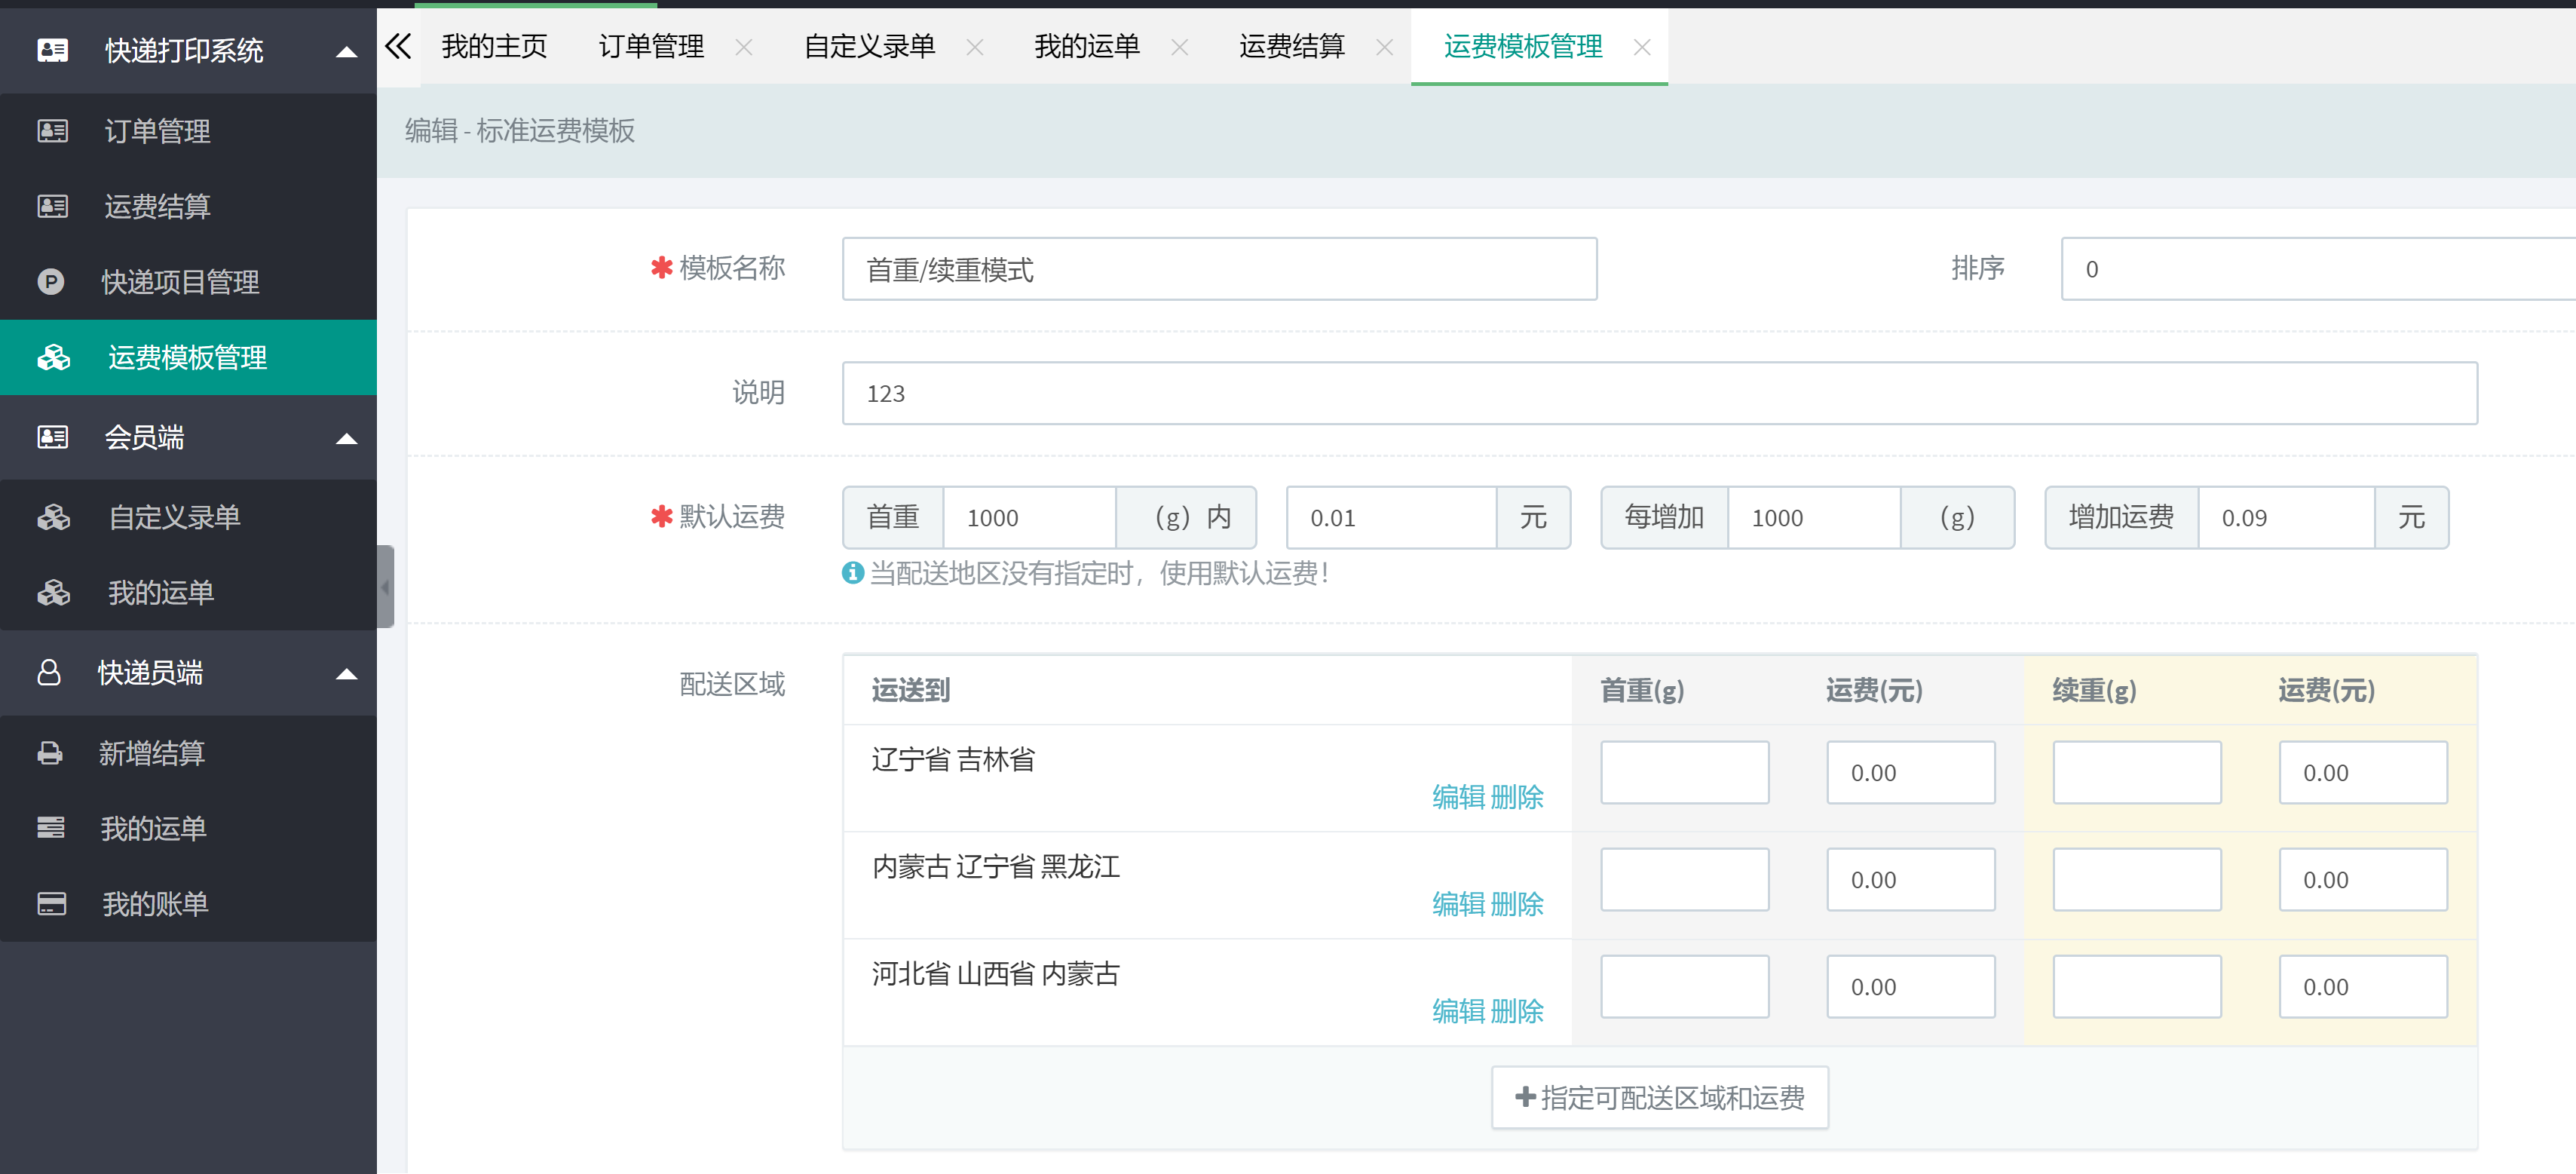 快递打印系统
订单管理
运费结算
快递项目管理
运费模板管理
会员端
自定义录单
我的运单
快递员端
新增结算
我的运单
我的账单
我的主页 订单管理 自定义录单 我的运单 运费结算 运费模板管理
编辑 - 标准运费模板
模板名称 首重/续重模式 排序 0
说明 123
默认运费 首重 1000 （g）内 0.01 元 每增加 1000 （g） 增加运费 0.09 元
当配送地区没有指定时，使用默认运费！
配送区域 运送到 首重(g) 运费(元) 续重(g) 运费(元)
辽宁省 吉林省 0.00 0.00
编辑 删除
内蒙古 辽宁省 黑龙江 0.00 0.00
编辑 删除
河北省 山西省 内蒙古 0.00 0.00
编辑 删除
指定可配送区域和运费